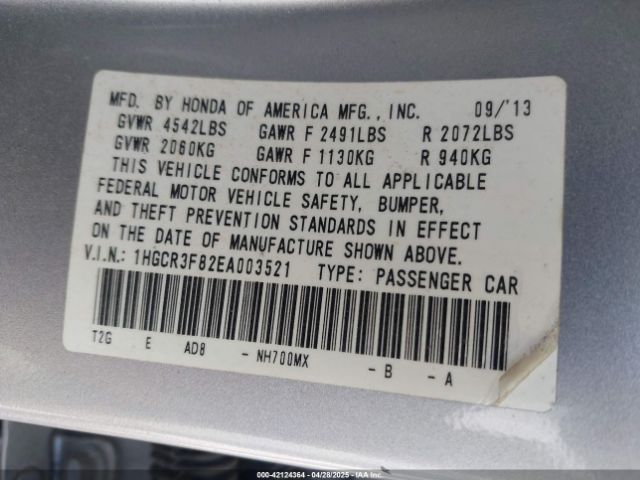 MFD. BY HONDA OF AMERICA MFG., INC. 09/'13
GVWR 4542LBS GAWR F 2491LBS R 2072LBS
GVWR 2060KG GAWR F 1130KG R 940KG
THIS VEHICLE CONFORMS TO ALL APPLICABLE
FEDERAL MOTOR VEHICLE SAFETY, BUMPER,
AND THEFT PREVENTION STANDARDS IN EFFECT
ON THE DATE OF MANUFACTURE SHOWN ABOVE.
V.I.N.: 1HGCR3F82EA003521 TYPE: PASSENGER CAR
T2G E AD8 - NH700MX - B - A
000-42124364 | 04/28/2025 | © IAA Holdings, LLC